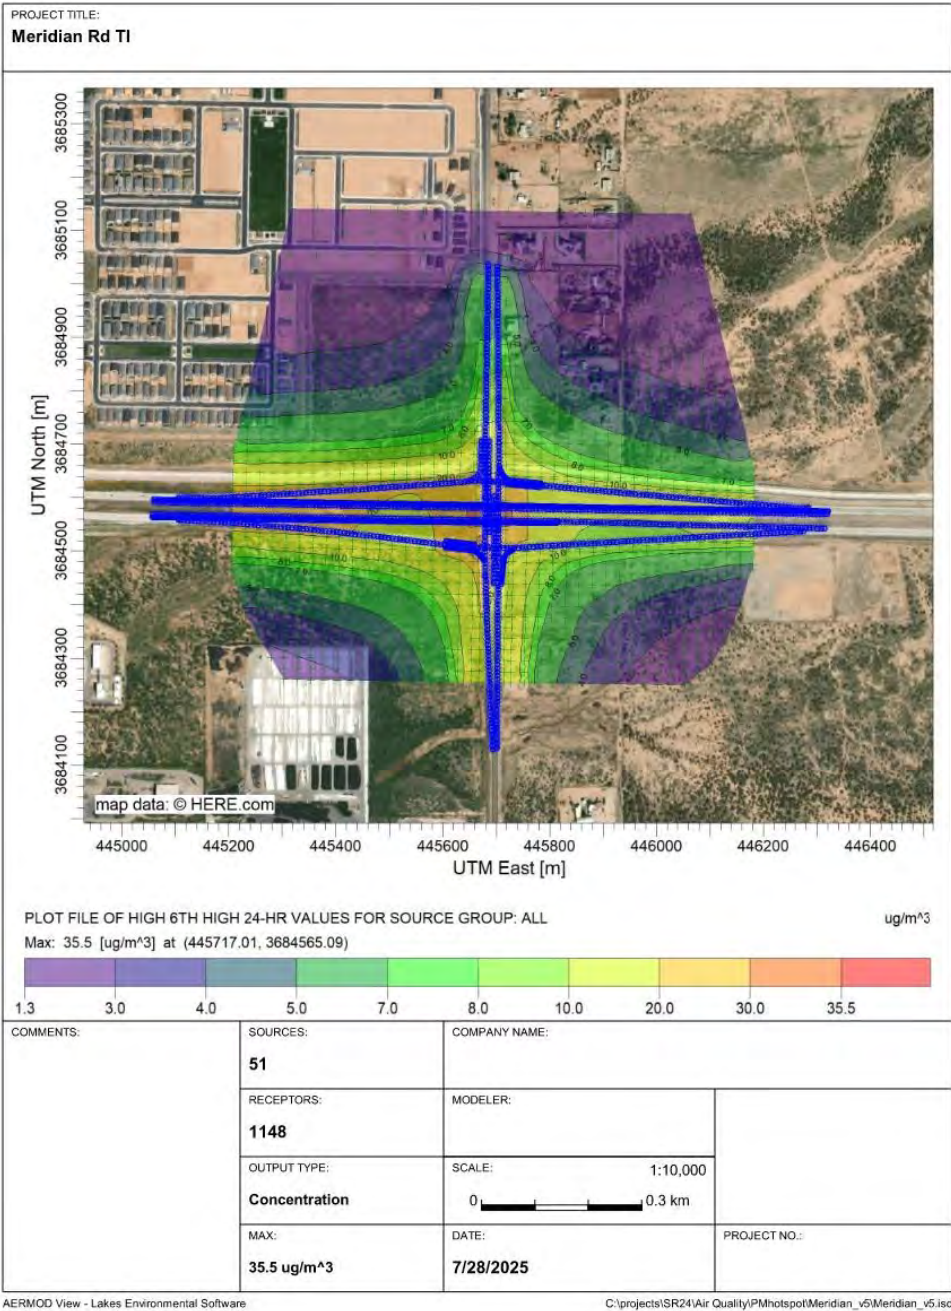 PROJECT TITLE:
Meridian Rd TI
UTM North [m]
3685300
3685100
3684900
3684700
3684500
3684300
3684100
map data: © HERE.com
445000 445200 445400 445600 445800 446000 446200 446400
UTM East [m]
PLOT FILE OF HIGH 6TH HIGH 24-HR VALUES FOR SOURCE GROUP: ALL ug/m^3
Max: 35.5 [ug/m^3] at (445717.01, 3684565.09)
1.3 3.0 4.0 5.0 7.0 8.0 10.0 20.0 30.0 35.5
COMMENTS:
SOURCES:
51
COMPANY NAME:
RECEPTORS:
1148
MODELER:
OUTPUT TYPE:
Concentration
SCALE: 1:10,000
0 0.3 km
MAX:
35.5 ug/m^3
DATE:
7/28/2025
PROJECT NO.:
AERMOD View - Lakes Environmental Software C:\projects\SR24\Air Quality\PMhotspot\Meridian_v5\Meridian_v5.isc